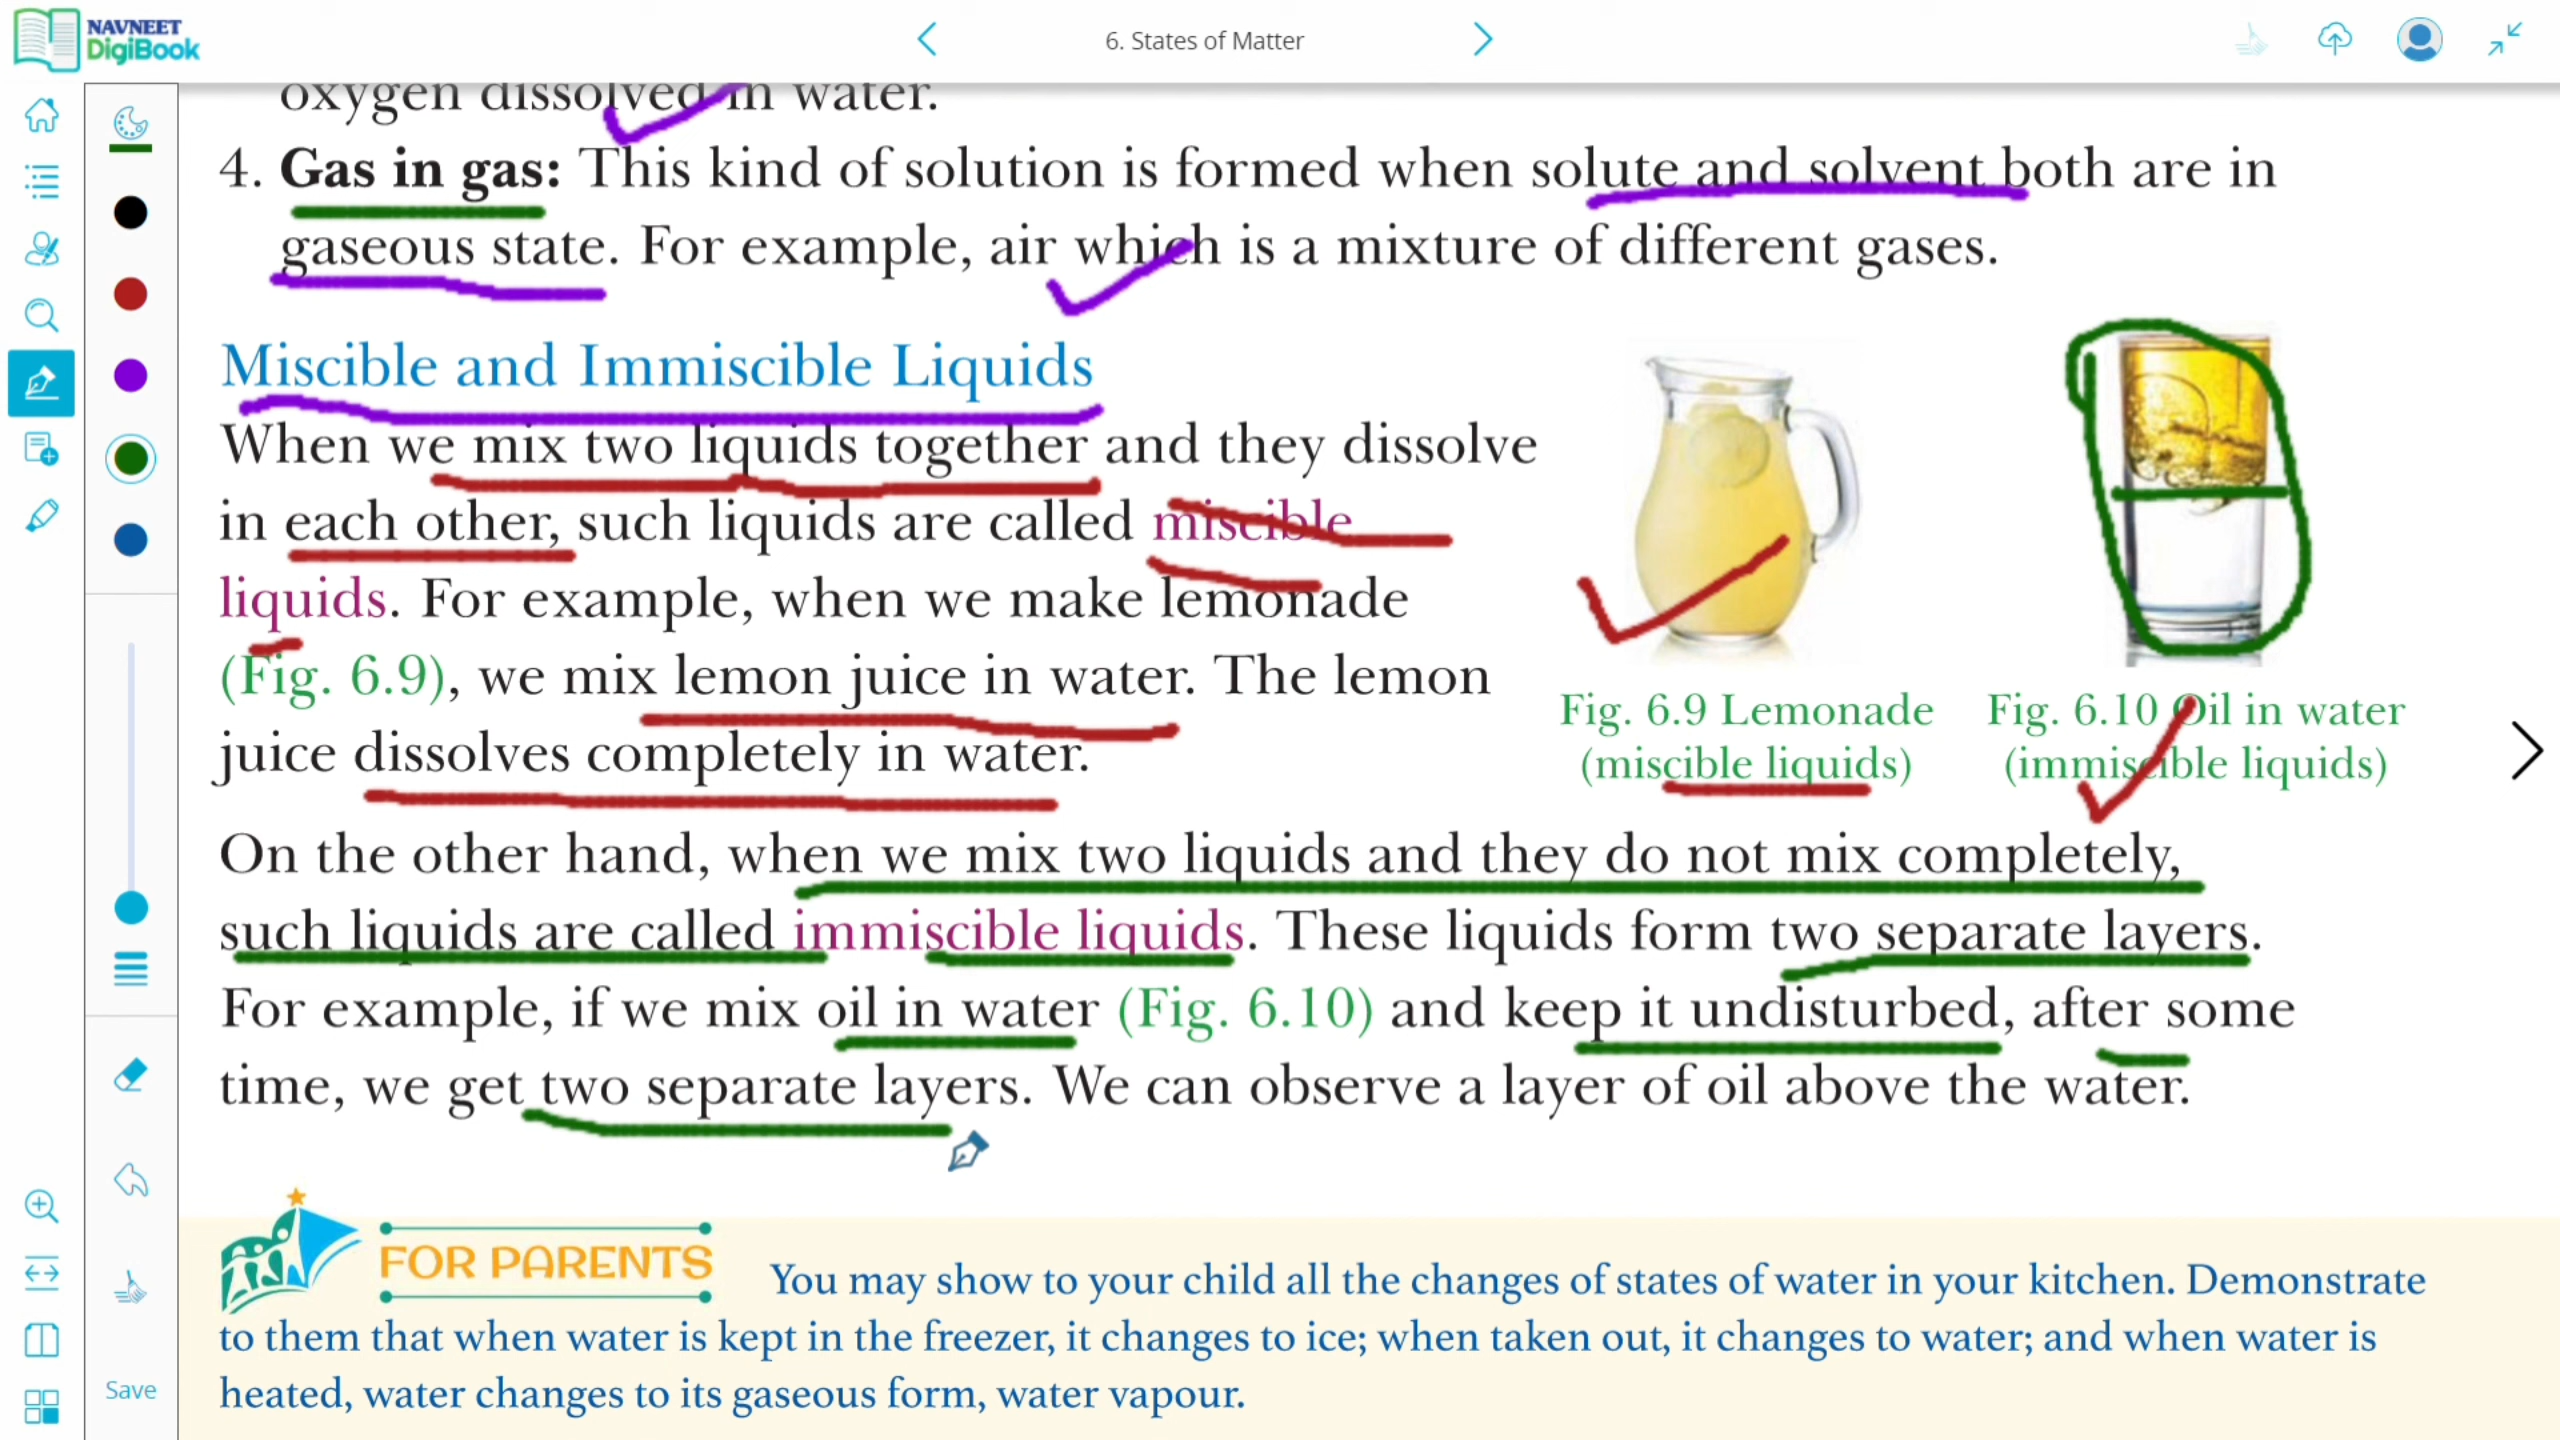 NAVNEET
DigiBook
6. States of Matter
oxygen dissolved in water.
4. Gas in gas: This kind of solution is formed when solute and solvent both are in
gaseous state. For example, air which is a mixture of different gases.
Miscible and Immiscible Liquids
When we mix two liquids together and they dissolve
in each other, such liquids are called miscible
liquids. For example, when we make lemonade
(Fig. 6.9), we mix lemon juice in water. The lemon
juice dissolves completely in water.
Fig. 6.9 Lemonade
(miscible liquids)
Fig. 6.10 Oil in water
(immiscible liquids)
On the other hand, when we mix two liquids and they do not mix completely,
such liquids are called immiscible liquids. These liquids form two separate layers.
For example, if we mix oil in water (Fig. 6.10) and keep it undisturbed, after some
time, we get two separate layers. We can observe a layer of oil above the water.
FOR PARENTS
You may show to your child all the changes of states of water in your kitchen. Demonstrate
to them that when water is kept in the freezer, it changes to ice; when taken out, it changes to water; and when water is
heated, water changes to its gaseous form, water vapour.
Save